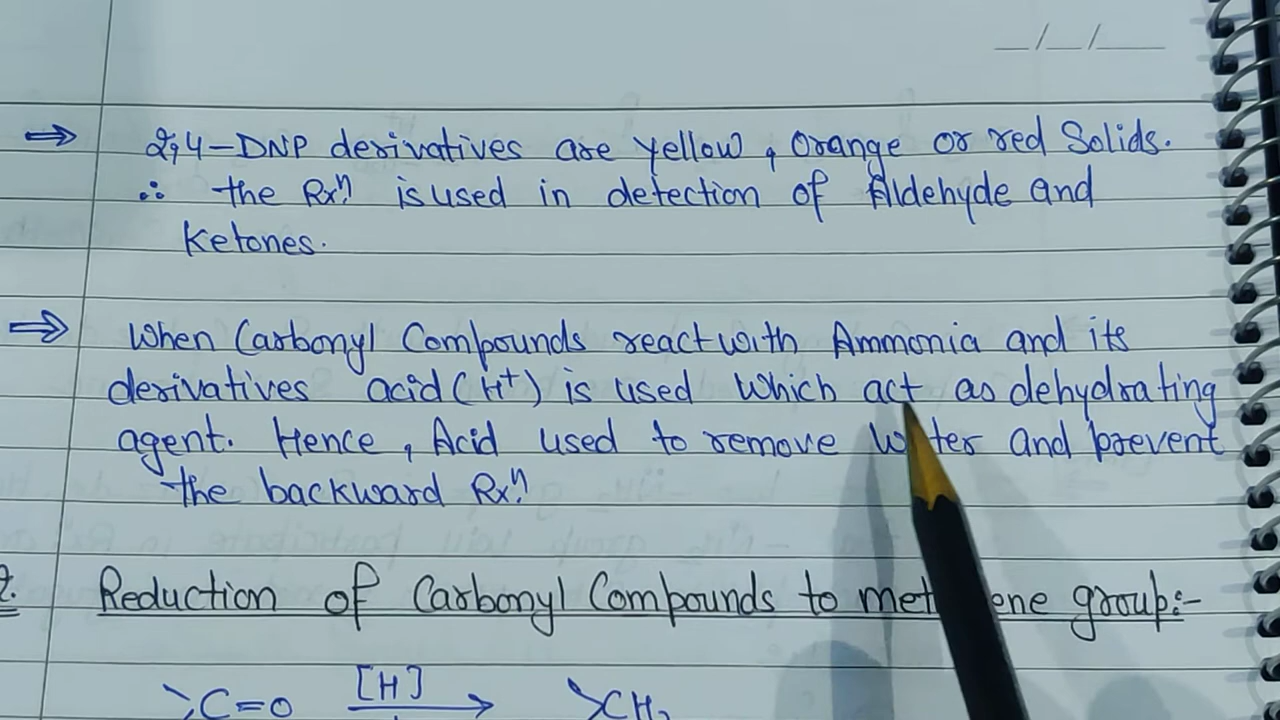 _/_/_
⇒ 2,4-DNP derivatives are yellow, Orange or red Solids.
∴ the Rxⁿ is used in detection of Aldehyde and
Ketones.
⇒ When Carbonyl Compounds react with Ammonia and its
derivatives acid (H⁺) is used which act as dehydrating
agent. Hence, Acid used to remove and prevent
the backward Rxⁿ
2. Reduction of Carbonyl Compounds to group:-
>C=O [H] → >CH₂